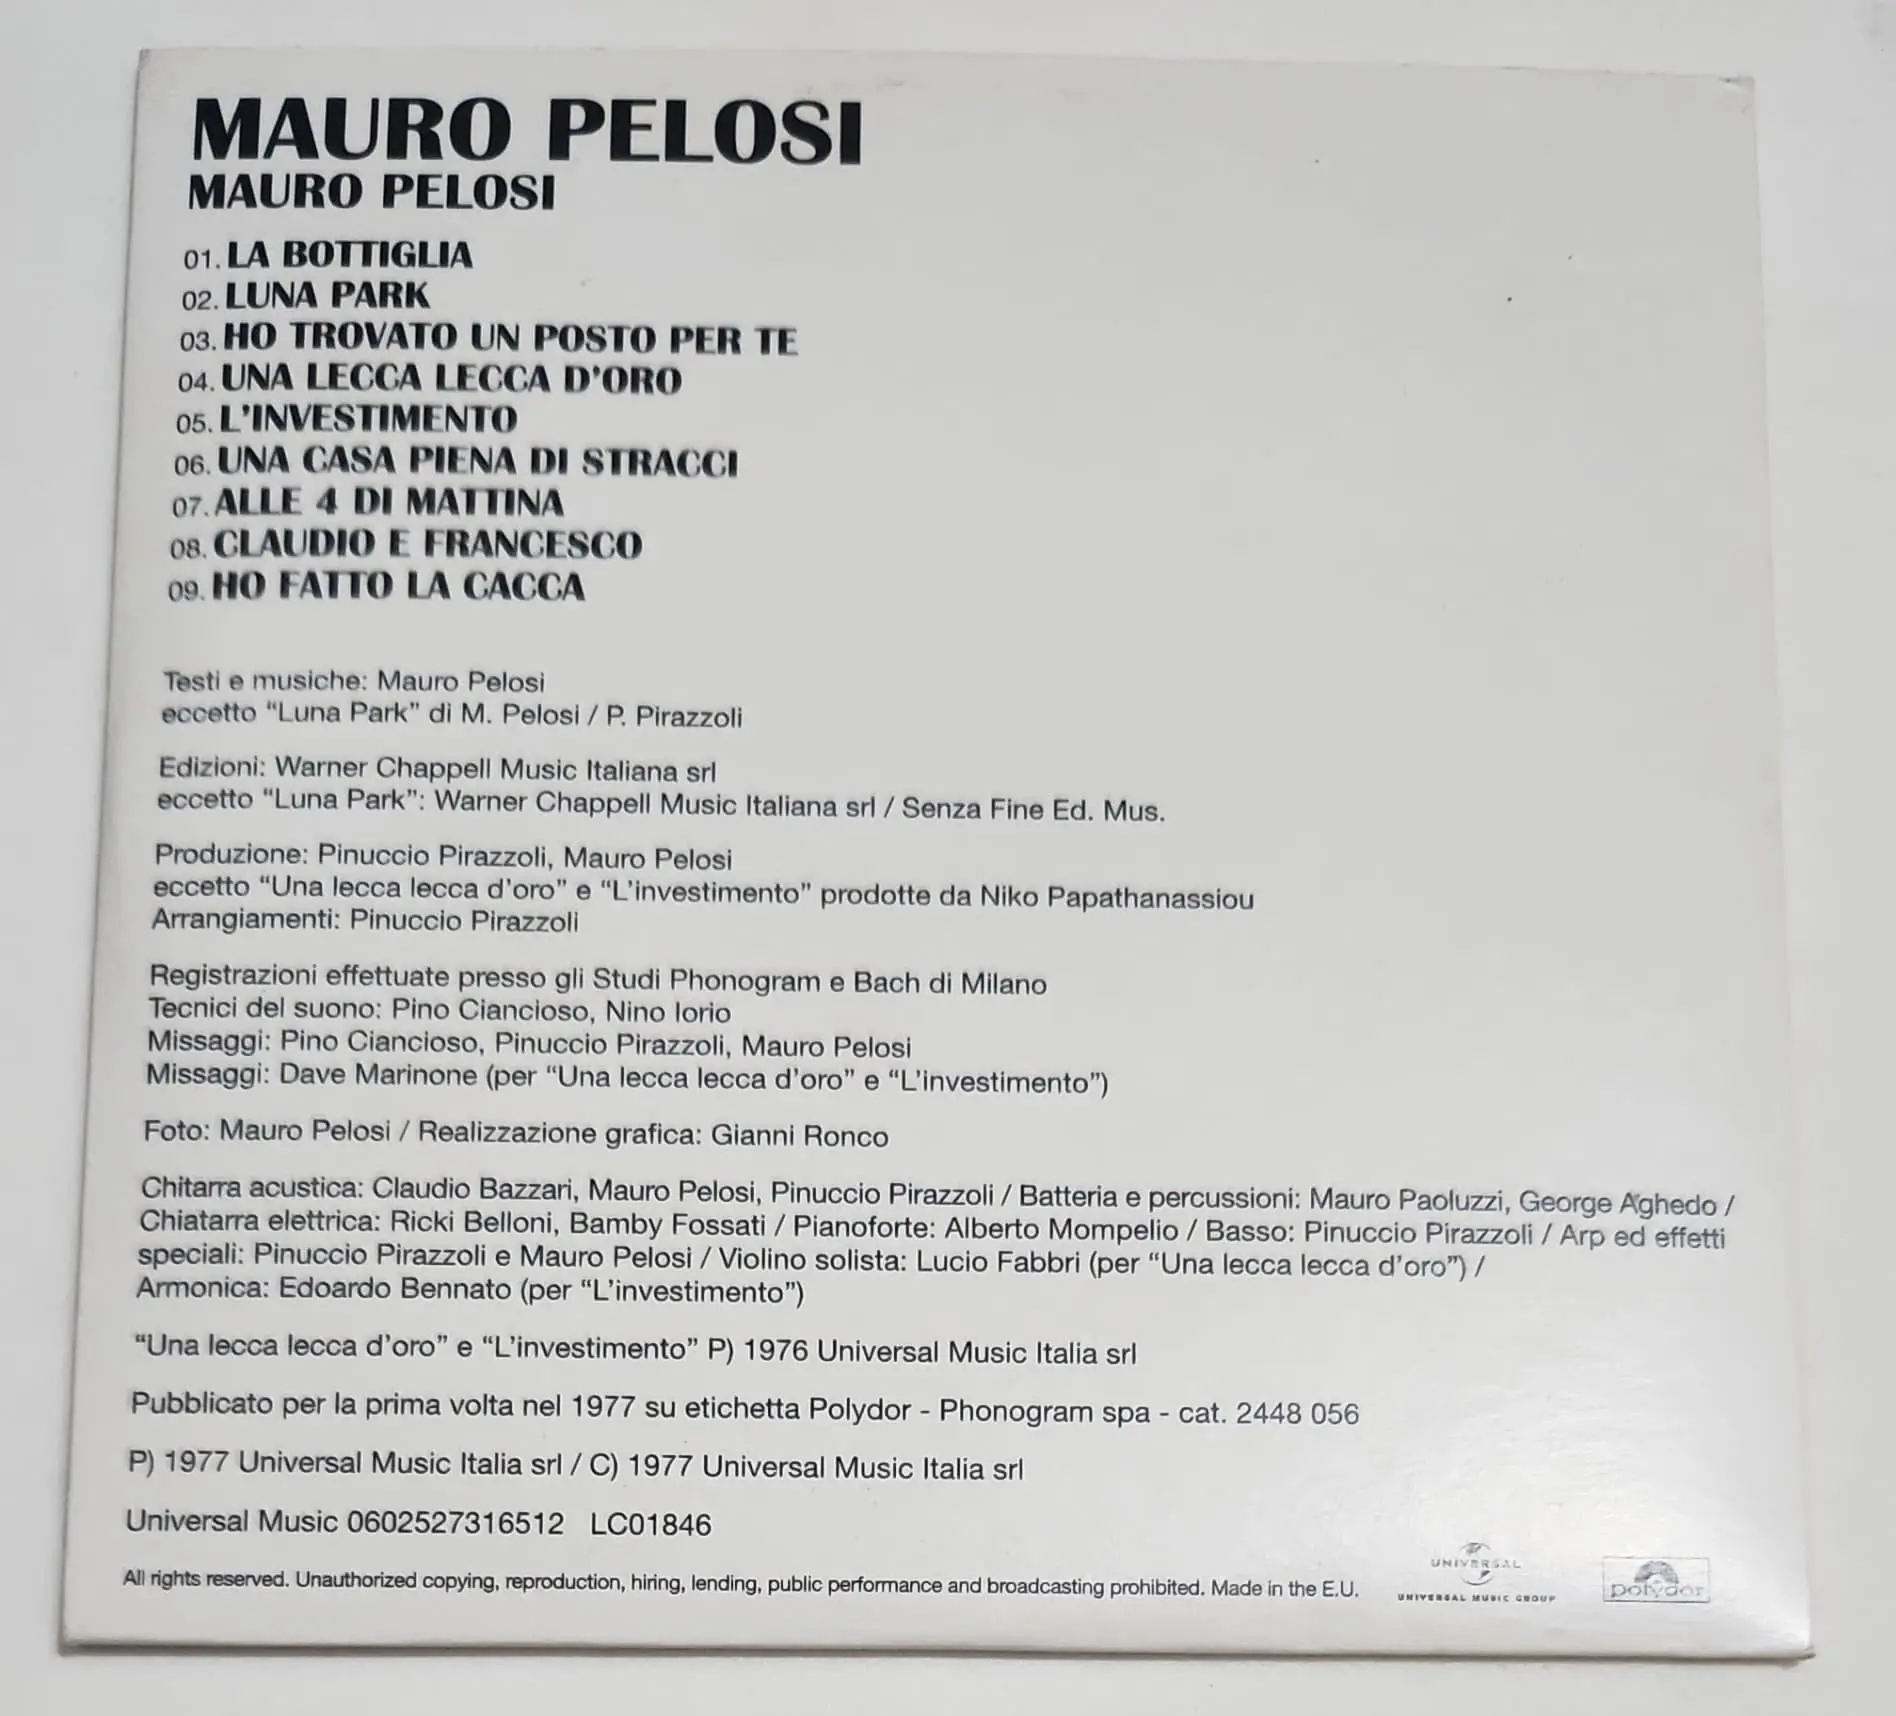 MAURO PELOSI
MAURO PELOSI
01. LA BOTTIGLIA
02. LUNA PARK
03. HO TROVATO UN POSTO PER TE
04. UNA LECCA LECCA D'ORO
05. L'INVESTIMENTO
06. UNA CASA PIENA DI STRACCI
07. ALLE 4 DI MATTINA
08. CLAUDIO E FRANCESCO
09. HO FATTO LA CACCA
Testi e musiche: Mauro Pelosi
eccetto “Luna Park” di M. Pelosi / P. Pirazzoli
Edizioni: Warner Chappell Music Italiana srl
eccetto “Luna Park”: Warner Chappell Music Italiana srl / Senza Fine Ed. Mus.
Produzione: Pinuccio Pirazzoli, Mauro Pelosi
eccetto “Una lecca lecca d'oro” e “L'investimento” prodotte da Niko Papathanassiou
Arrangiamenti: Pinuccio Pirazzoli
Registrazioni effettuate presso gli Studi Phonogram e Bach di Milano
Tecnici del suono: Pino Ciancioso, Nino Iorio
Missaggi: Pino Ciancioso, Pinuccio Pirazzoli, Mauro Pelosi
Missaggi: Dave Marinone (per “Una lecca lecca d'oro” e “L'investimento”)
Foto: Mauro Pelosi / Realizzazione grafica: Gianni Ronco
Chitarra acustica: Claudio Bazzari, Mauro Pelosi, Pinuccio Pirazzoli / Batteria e percussioni: Mauro Paoluzzi, George Aghedo /
Chiatarra elettrica: Ricki Belloni, Bamby Fossati / Pianoforte: Alberto Mompelio / Basso: Pinuccio Pirazzoli / Arp ed effetti
speciali: Pinuccio Pirazzoli e Mauro Pelosi / Violino solista: Lucio Fabbri (per “Una lecca lecca d'oro”) /
Armonica: Edoardo Bennato (per “L'investimento”)
“Una lecca lecca d'oro” e “L'investimento” P) 1976 Universal Music Italia srl
Pubblicato per la prima volta nel 1977 su etichetta Polydor - Phonogram spa - cat. 2448 056
P) 1977 Universal Music Italia srl / C) 1977 Universal Music Italia srl
Universal Music 0602527316512 LC01846
All rights reserved. Unauthorized copying, reproduction, hiring, lending, public performance and broadcasting prohibited. Made in the E.U.
UNIVERSAL
UNIVERSAL MUSIC GROUP
polydor